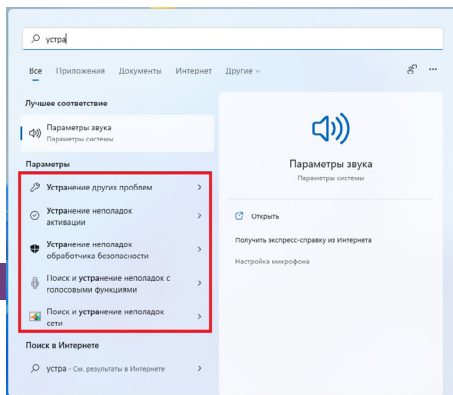 устра
Все Приложения Документы Интернет Другие
Лучшее соответствие
Параметры звука
Параметры системы
Параметры
Устранение других проблем
Устранение неполадок
активации
Устранение неполадок
обработчика безопасности
Поиск и устранение неполадок с
голосовыми функциями
Поиск и устранение неполадок
сети
Поиск в Интернете
устра - См. результаты в Интернете
Параметры звука
Параметры системы
Открыть
Получить экспресс-справку из Интернета
Настройка микрофона